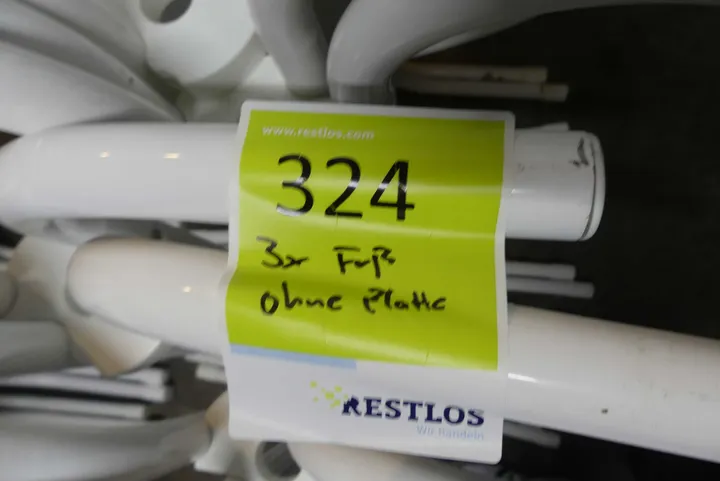 www.restlos.com
324
3x Fuß
ohne Platte
RESTLOS
Wir handeln